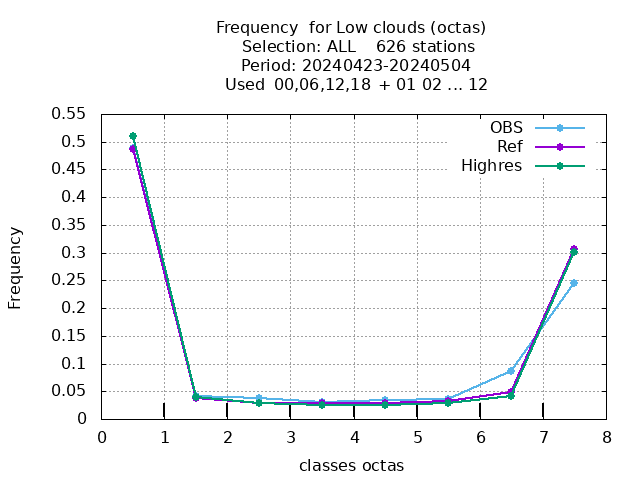 Frequency  for Low clouds (octas)
Selection: ALL    626 stations
Period: 20240423-20240504
Used  00,06,12,18 + 01 02 ... 12
0.55
0.5
0.45
0.4
0.35
0.3
0.25
0.2
0.15
0.1
0.05
0
OBS
Ref
Highres
Frequency
0 1 2 3 4 5 6 7 8
classes octas